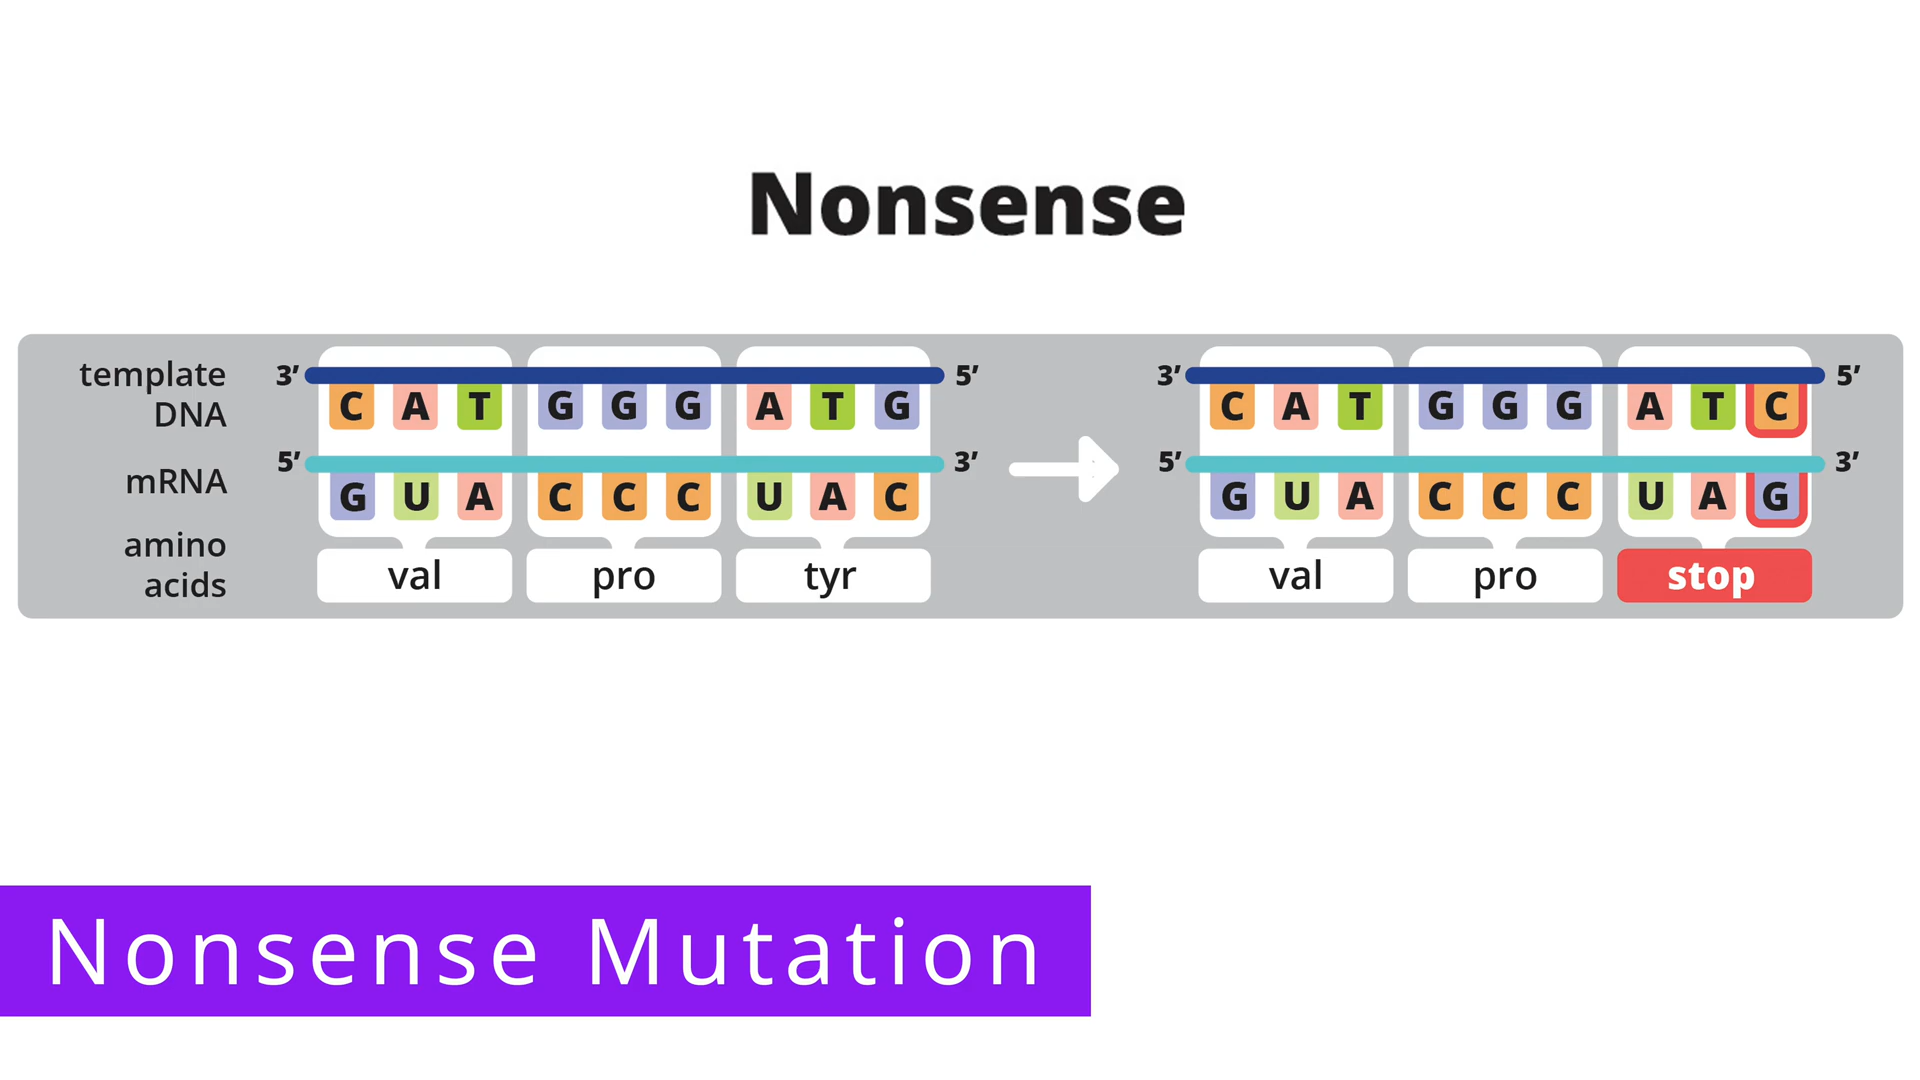 Nonsense
template DNA 3’ C A T G G G A T G 5’ 3’ C A T G G G A T C 5’
mRNA 5’ G U A C C C U A C 3’ 5’ G U A C C C U A G 3’
amino acids val pro tyr val pro stop
Nonsense Mutation